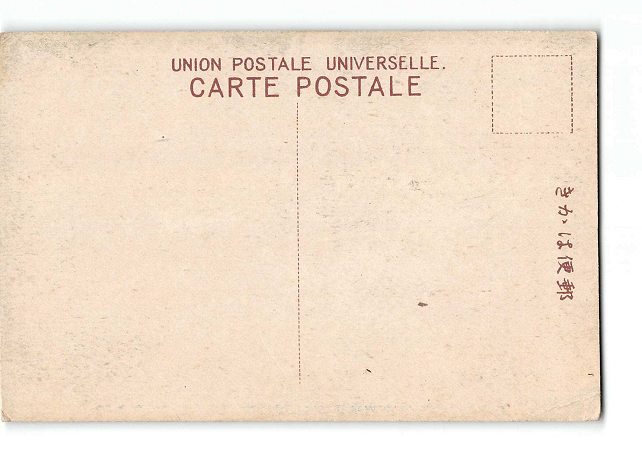 UNION POSTALE UNIVERSELLE.
CARTE POSTALE
郵便はかき